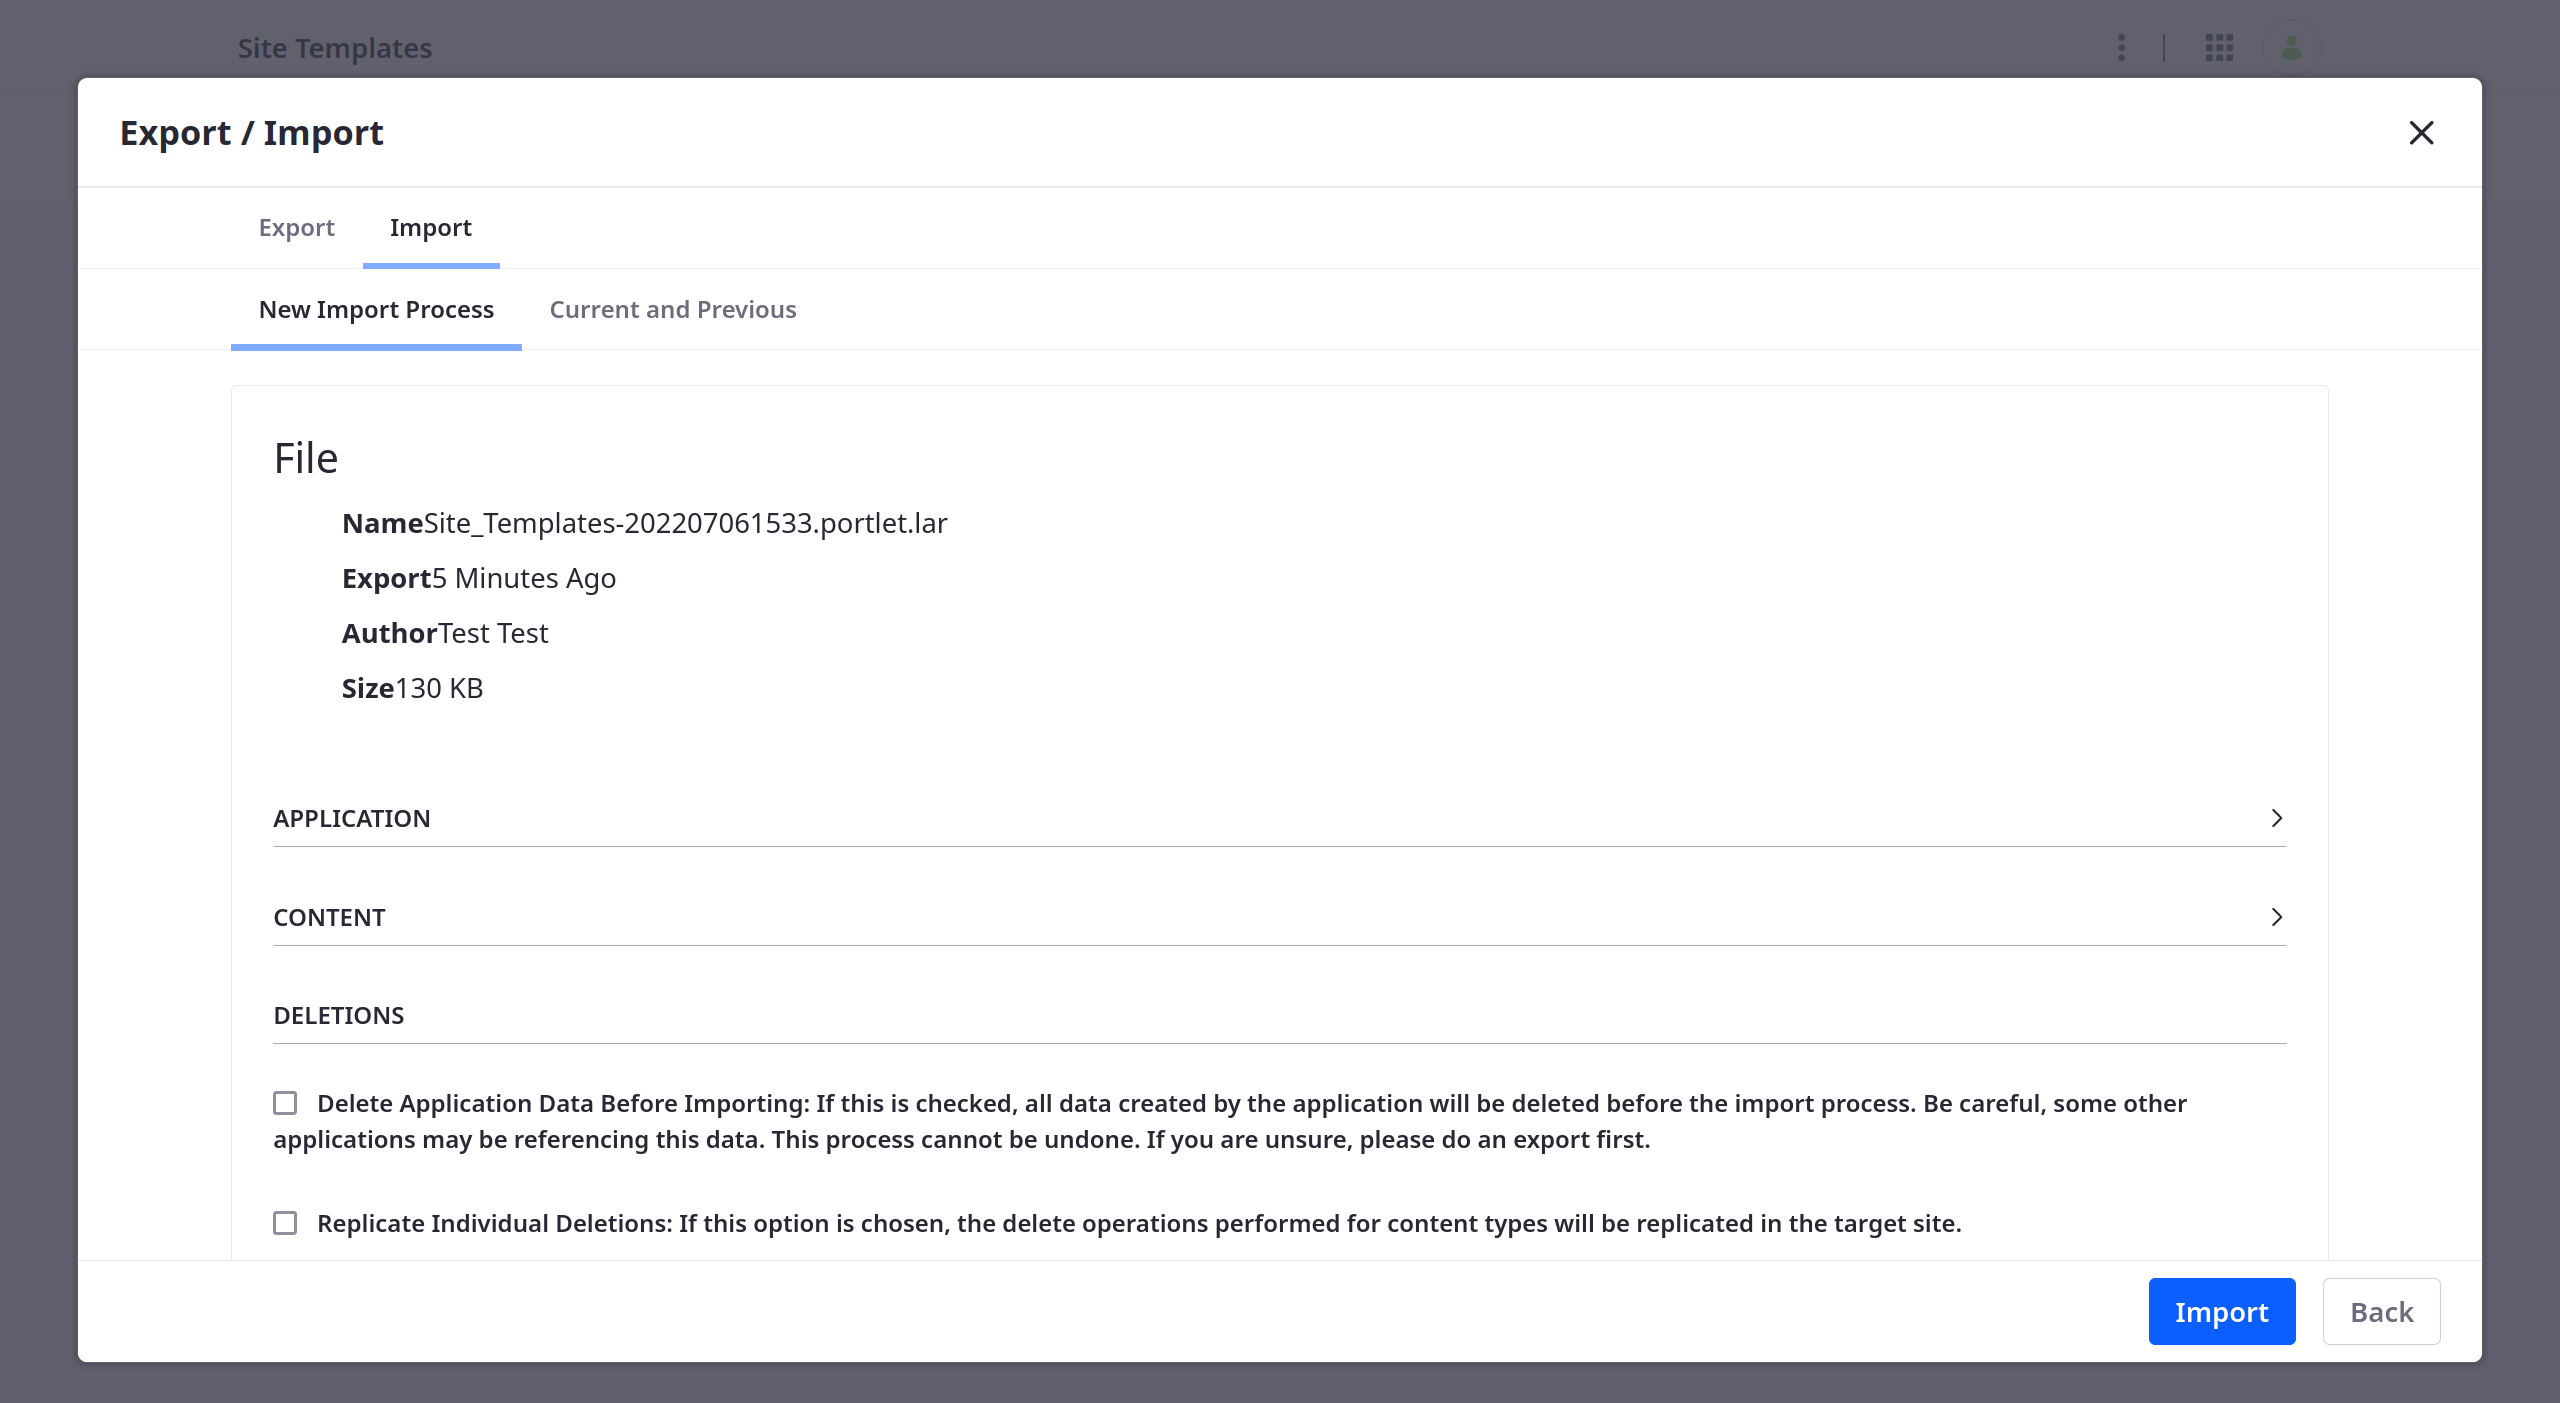 Site Templates
Export / Import
Export Import
New Import Process Current and Previous
File
NameSite_Templates-202207061533.portlet.lar
Export5 Minutes Ago
AuthorTest Test
Size130 KB
APPLICATION
CONTENT
DELETIONS
Delete Application Data Before Importing: If this is checked, all data created by the application will be deleted before the import process. Be careful, some other
applications may be referencing this data. This process cannot be undone. If you are unsure, please do an export first.
Replicate Individual Deletions: If this option is chosen, the delete operations performed for content types will be replicated in the target site.
Import Back